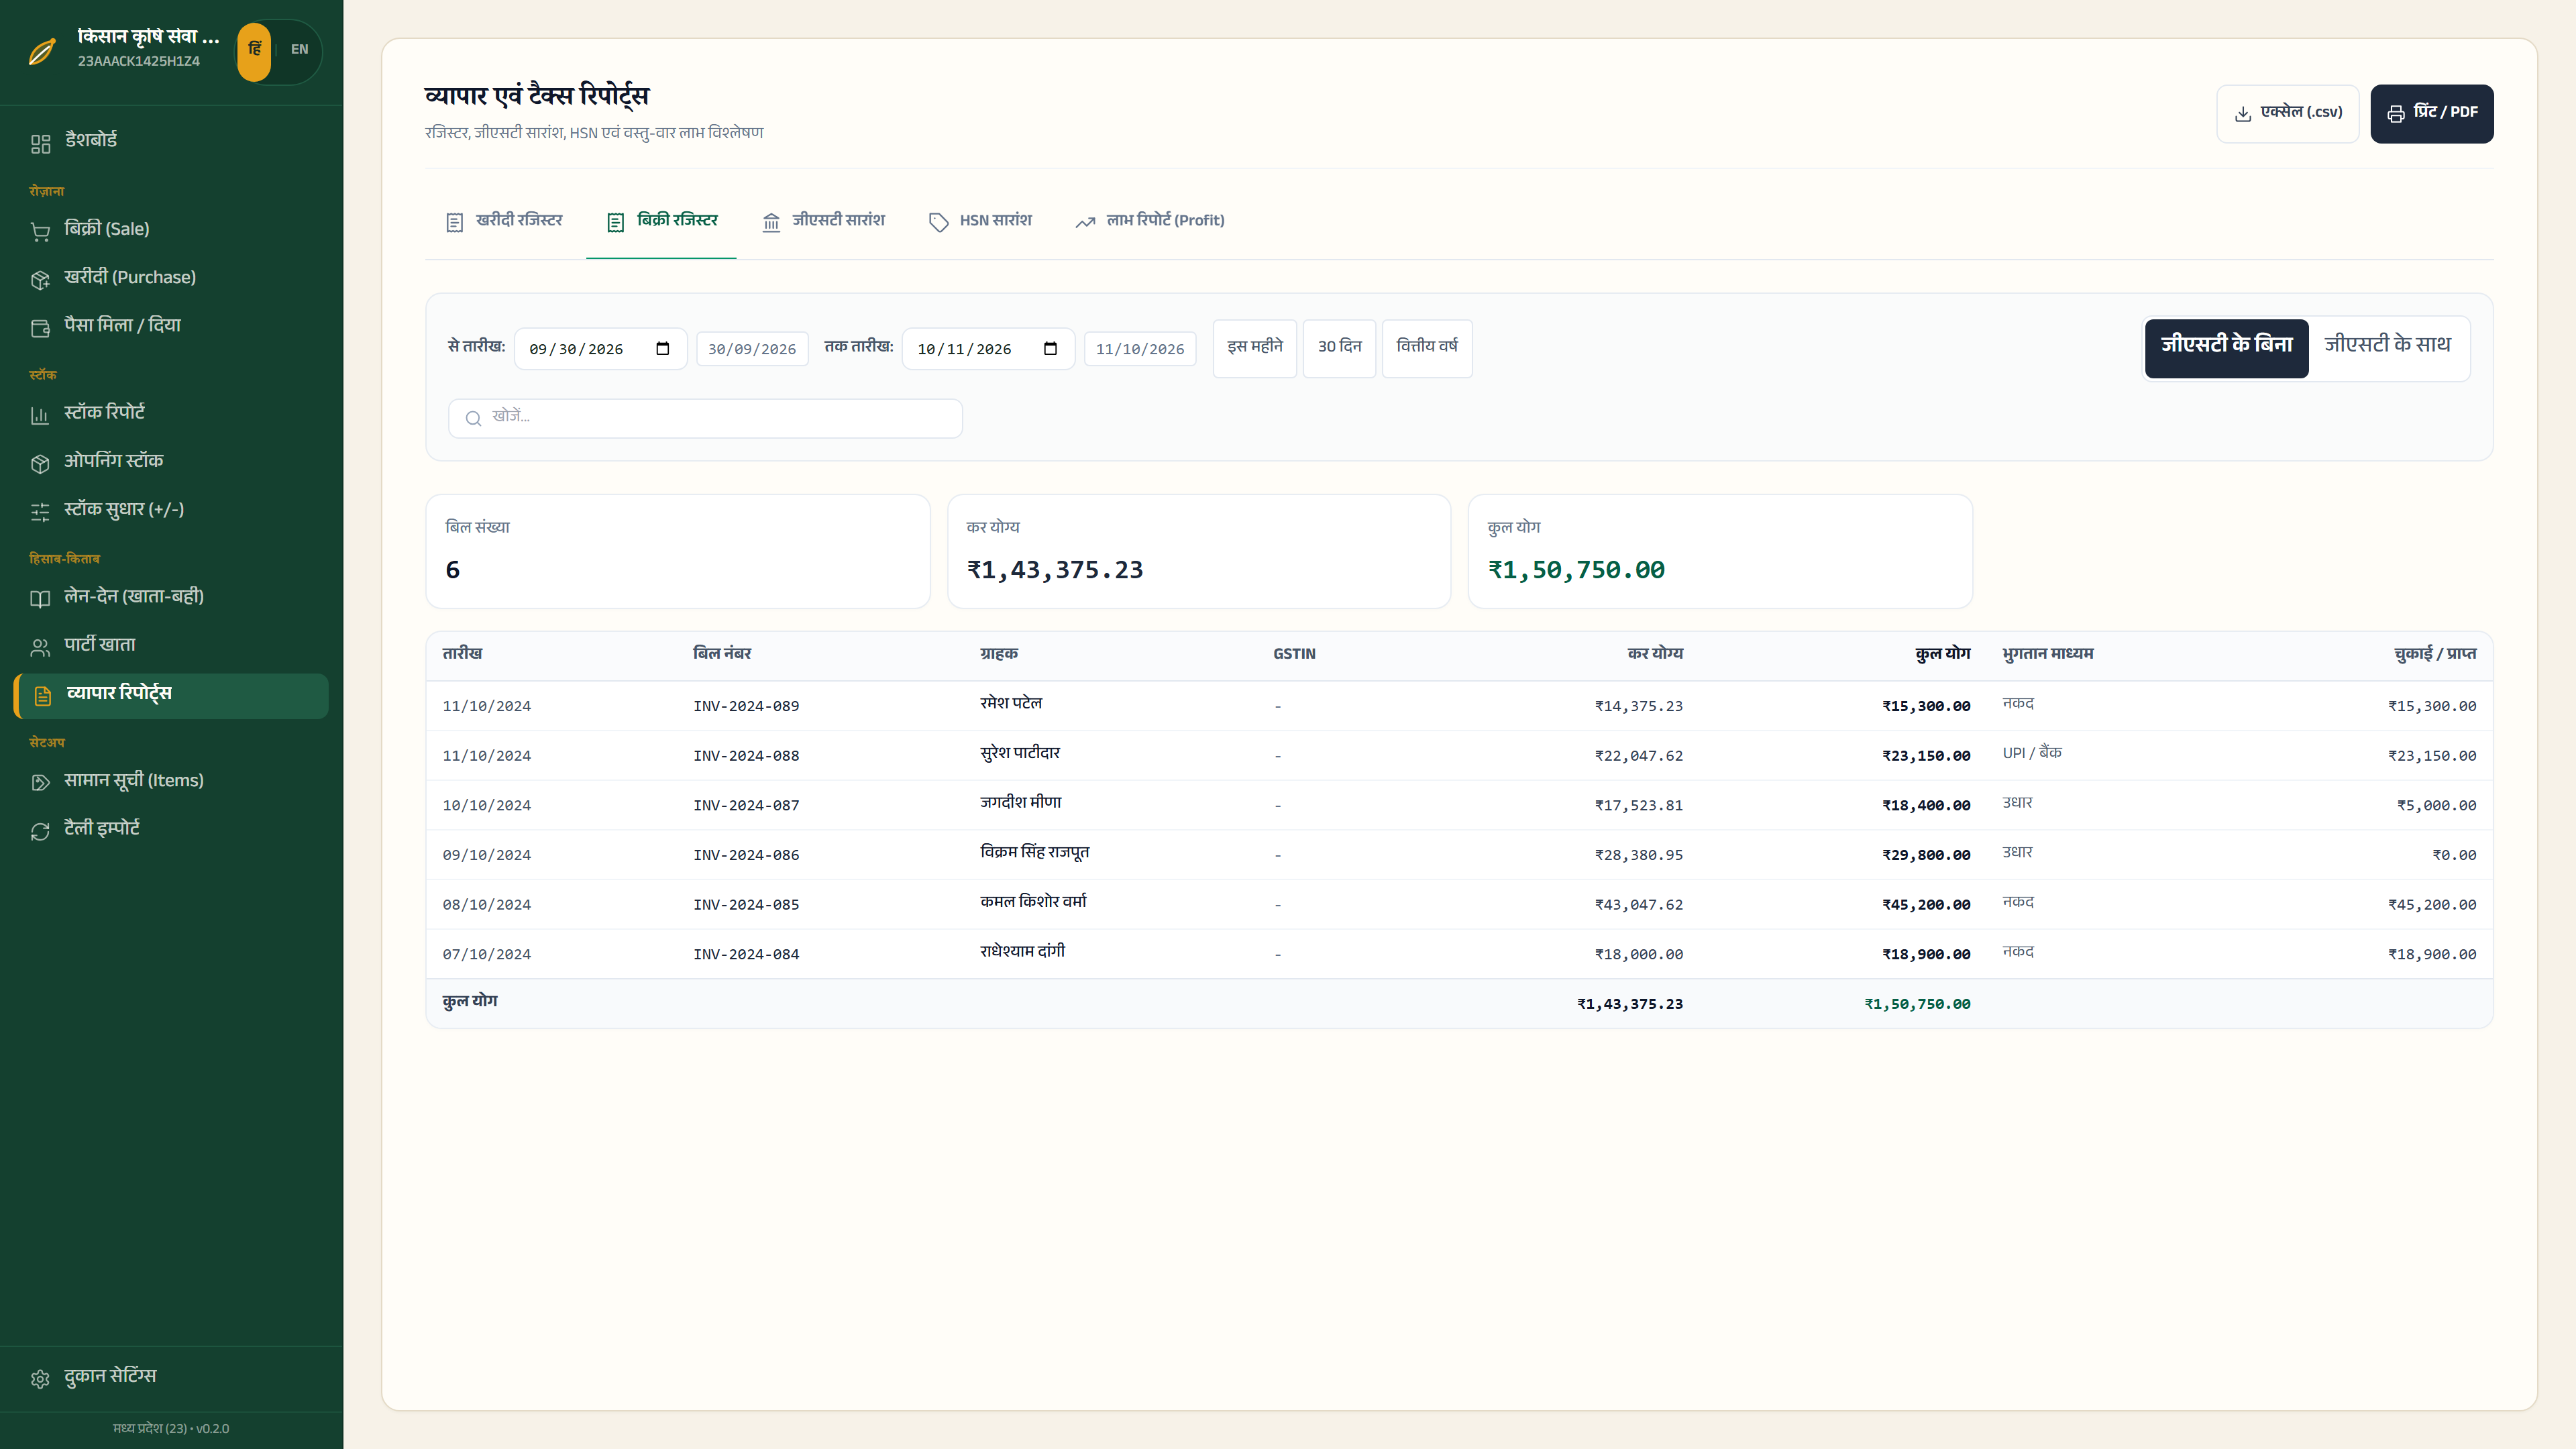 किसान कृषि सेवा ...
23AAACK1425H1Z4
हिं
EN
डैशबोर्ड
रोज़ाना
बिक्री (Sale)
खरीदी (Purchase)
पैसा मिला / दिया
स्टॉक
स्टॉक रिपोर्ट
ओपनिंग स्टॉक
स्टॉक सुधार (+/-)
हिसाब-किताब
लेन-देन (खाता-बही)
पार्टी खाता
व्यापार रिपोर्ट्स
सेटअप
सामान सूची (Items)
टैली इम्पोर्ट
दुकान सेटिंग्स
मध्य प्रदेश (23) • v0.2.0
व्यापार एवं टैक्स रिपोर्ट्स
रजिस्टर, जीएसटी सारांश, HSN एवं वस्तु-वार लाभ विश्लेषण
एक्सेल (.csv)
प्रिंट / PDF
खरीदी रजिस्टर
बिक्री रजिस्टर
जीएसटी सारांश
HSN सारांश
लाभ रिपोर्ट (Profit)
से तारीख: 09/30/2026 30/09/2026 तक तारीख: 10/11/2026 11/10/2026 इस महीने 30 दिन वित्तीय वर्ष
जीएसटी के बिना जीएसटी के साथ
खोजें...
बिल संख्या
6
कर योग्य
₹1,43,375.23
कुल योग
₹1,50,750.00
तारीख बिल नंबर ग्राहक GSTIN कर योग्य कुल योग भुगतान माध्यम चुकाई / प्राप्त
11/10/2024 INV-2024-089 रमेश पटेल - ₹14,375.23 ₹15,300.00 नकद ₹15,300.00
11/10/2024 INV-2024-088 सुरेश पाटीदार - ₹22,047.62 ₹23,150.00 UPI / बैंक ₹23,150.00
10/10/2024 INV-2024-087 जगदीश मीणा - ₹17,523.81 ₹18,400.00 उधार ₹5,000.00
09/10/2024 INV-2024-086 विक्रम सिंह राजपूत - ₹28,380.95 ₹29,800.00 उधार ₹0.00
08/10/2024 INV-2024-085 कमल किशोर वर्मा - ₹43,047.62 ₹45,200.00 नकद ₹45,200.00
07/10/2024 INV-2024-084 राधेश्याम दांगी - ₹18,000.00 ₹18,900.00 नकद ₹18,900.00
कुल योग ₹1,43,375.23 ₹1,50,750.00